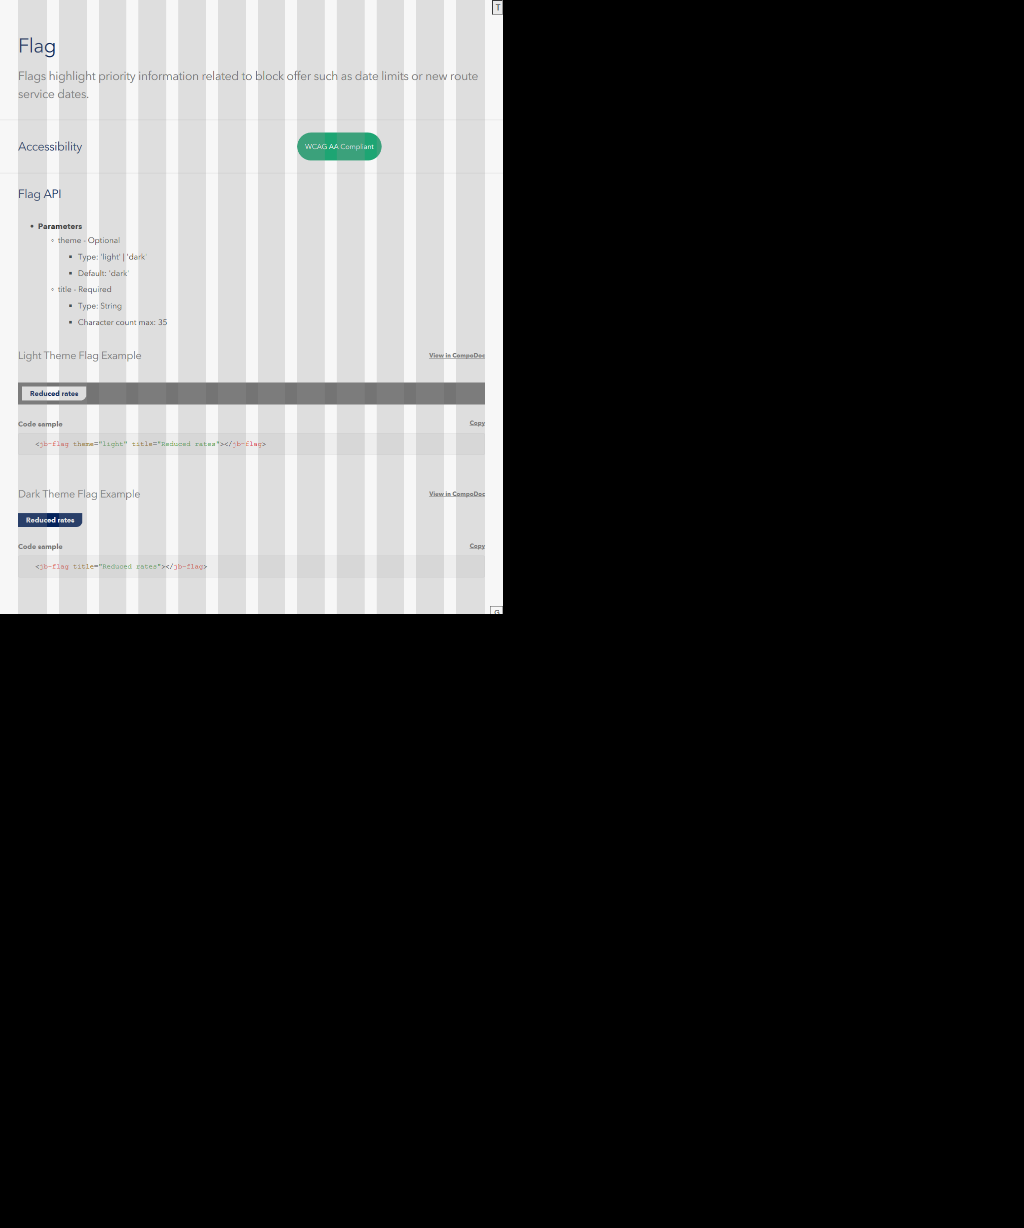 T
Flag
Flags highlight priority information related to block offer such as date limits or new route
service dates.
Accessibility
WCAG AA Compliant
Flag API
• Parameters
◦ theme - Optional
▪ Type: 'light' | 'dark'
▪ Default: 'dark'
◦ title - Required
▪ Type: String
▪ Character count max: 35
Light Theme Flag Example
View in CompoDoc
Reduced rates
Code sample
Copy
<jb-flag theme="light" title="Reduced rates"></jb-flag>
Dark Theme Flag Example
View in CompoDoc
Reduced rates
Code sample
Copy
<jb-flag title="Reduced rates"></jb-flag>